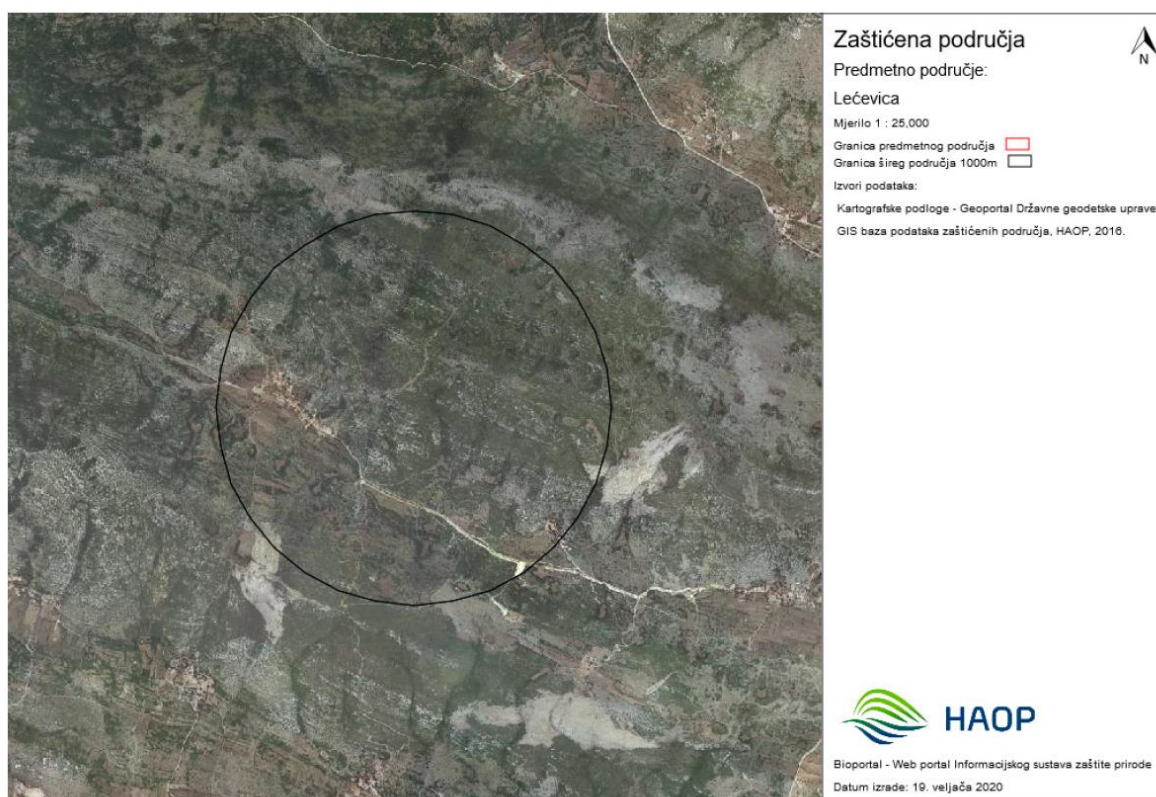 Zaštićena područja
N
Predmetno područje:
Lećevica
Mjerilo 1 : 25,000
Granica predmetnog područja
Granica šireg područja 1000m
Izvori podataka:
Kartografske podloge - Geoportal Državne geodetske uprave
GIS baza podataka zaštićenih područja, HAOP, 2016.
HAOP
Bioportal - Web portal Informacijskog sustava zaštite prirode
Datum izrade: 19. veljača 2020